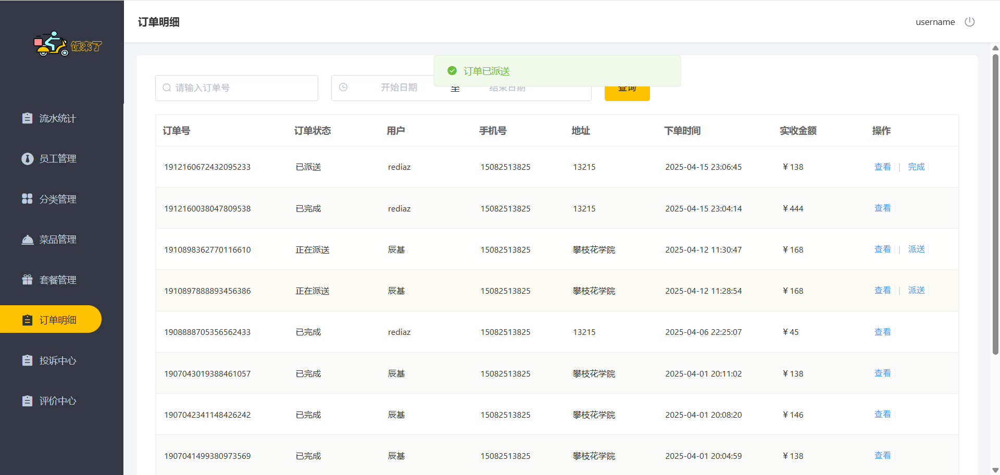 饭来了
流水统计
员工管理
分类管理
菜品管理
套餐管理
订单明细
投诉中心
评价中心
订单明细
username
订单已派送
请输入订单号
开始日期 至 结束日期
查询
订单号 订单状态 用户 手机号 地址 下单时间 实收金额 操作
1912160672432095233 已派送 rediaz 15082513825 13215 2025-04-15 23:06:45 ￥138 查看 | 完成
1912160038047809538 已完成 rediaz 15082513825 13215 2025-04-15 23:04:14 ￥444 查看
1910898362770116610 正在派送 辰基 15082513825 攀枝花学院 2025-04-12 11:30:47 ￥168 查看 | 派送
1910897888893456386 正在派送 辰基 15082513825 攀枝花学院 2025-04-12 11:28:54 ￥168 查看 | 派送
1908888705356562433 已完成 rediaz 15082513825 13215 2025-04-06 22:25:07 ￥45 查看
1907043019388461057 已完成 辰基 15082513825 攀枝花学院 2025-04-01 20:11:02 ￥138 查看
1907042341148426242 已完成 辰基 15082513825 攀枝花学院 2025-04-01 20:08:20 ￥146 查看
1907041499380973569 已完成 辰基 15082513825 攀枝花学院 2025-04-01 20:04:59 ￥138 查看